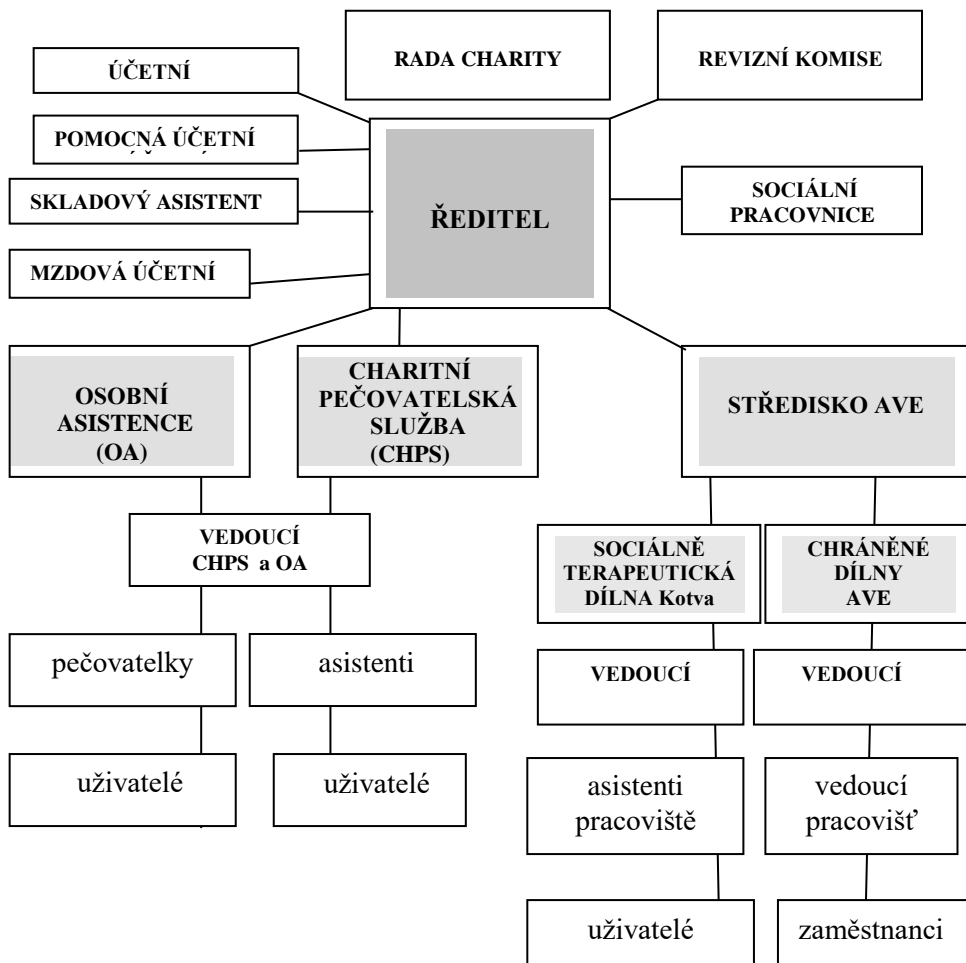 ÚČETNÍ
RADA CHARITY
REVIZNÍ KOMISE
POMOCNÁ ÚČETNÍ
SKLADOVÝ ASISTENT
MZDOVÁ ÚČETNÍ
ŘEDITEL
SOCIÁLNÍ
PRACOVNICE
OSOBNÍ
ASISTENCE
(OA)
CHARITNÍ
PEČOVATELSKÁ
SLUŽBA
(CHPS)
STŘEDISKO AVE
VEDOUCÍ
CHPS a OA
SOCIÁLNĚ
TERAPEUTICKÁ
DÍLNA Kotva
CHRÁNĚNÉ
DÍLNY
AVE
pečovatelky
asistenti
VEDOUCÍ
VEDOUCÍ
uživatelé
uživatelé
asistenti
pracoviště
vedoucí
pracovišť
uživatelé
zaměstnanci